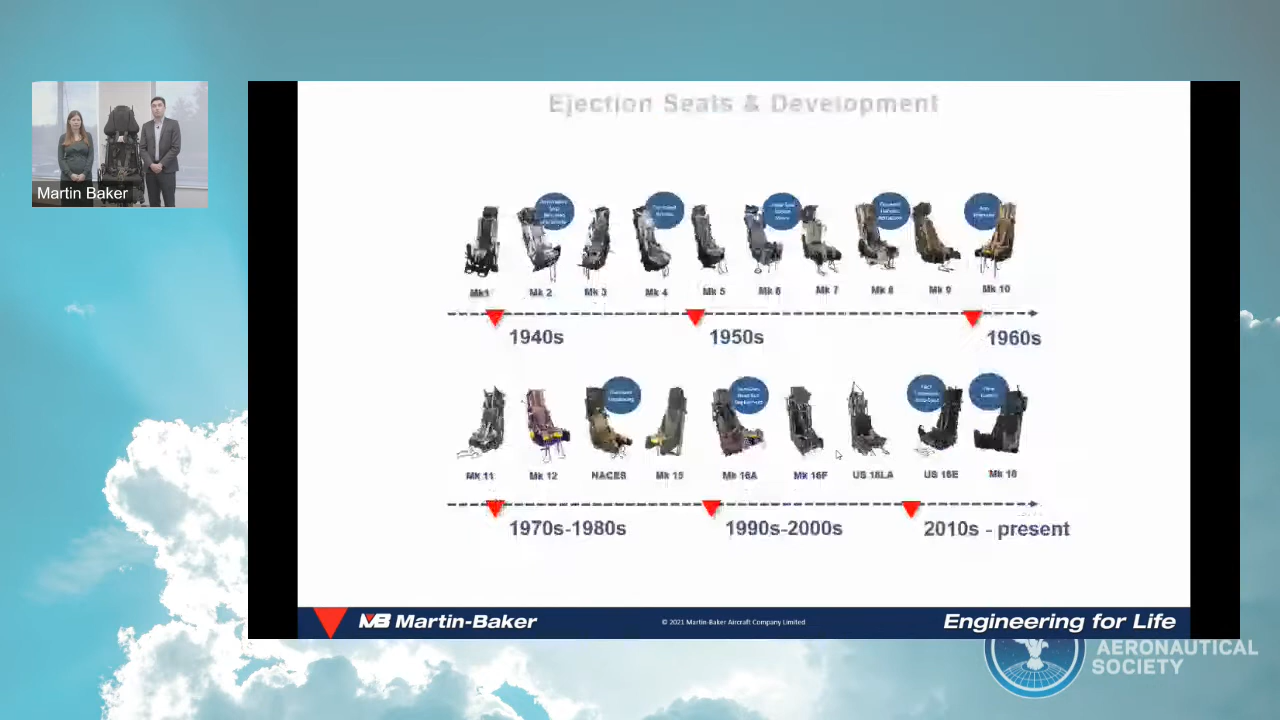 Ejection Seats & Development
Martin Baker
Mk1
Mk 2
Mk 3
Mk 4
Mk 5
Mk 6
Mk 7
Mk 8
Mk 9
Mk 10
1940s
1950s
1960s
Mk 11
Mk 12
NACES
Mk 15
Mk 16A
Mk 16F
US 16LA
US 16E
Mk 18
1970s-1980s
1990s-2000s
2010s - present
MB Martin-Baker
© 2021 Martin-Baker Aircraft Company Limited
Engineering for Life
AERONAUTICAL
SOCIETY